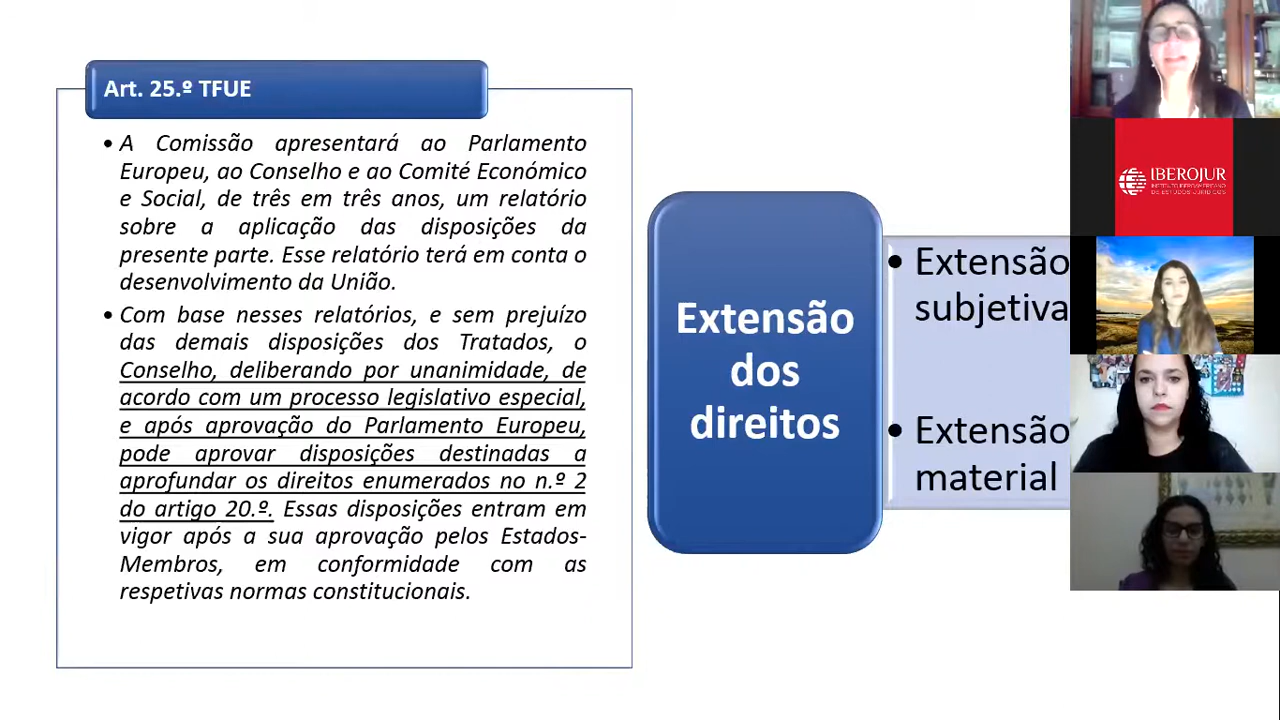 Art. 25.º TFUE
• A Comissão apresentará ao Parlamento
Europeu, ao Conselho e ao Comité Económico
e Social, de três em três anos, um relatório
sobre a aplicação das disposições da
presente parte. Esse relatório terá em conta o
desenvolvimento da União.
• Com base nesses relatórios, e sem prejuízo
das demais disposições dos Tratados, o
Conselho, deliberando por unanimidade, de
acordo com um processo legislativo especial,
e após aprovação do Parlamento Europeu,
pode aprovar disposições destinadas a
aprofundar os direitos enumerados no n.º 2
do artigo 20.º. Essas disposições entram em
vigor após a sua aprovação pelos Estados-
Membros, em conformidade com as
respetivas normas constitucionais.
Extensão
dos
direitos
• Extensão
subjetiva
• Extensão
material
IBEROJUR
INSTITUTO IBEROAMERICANO
DE ESTUDOS JURÍDICOS